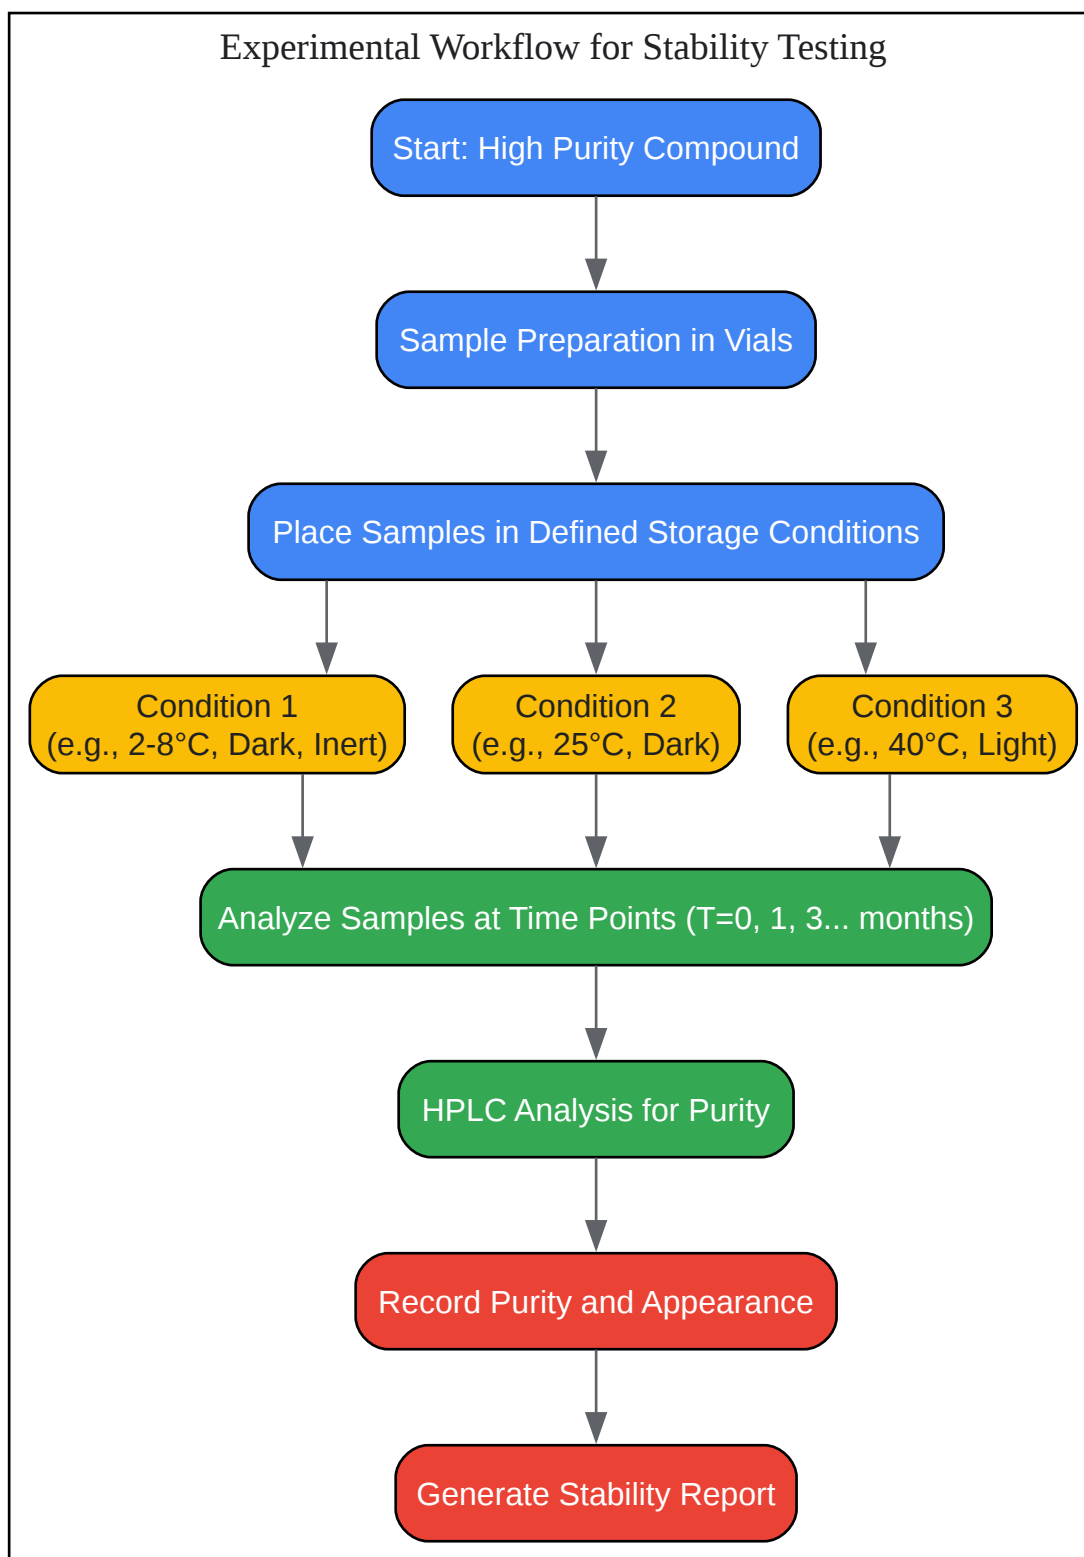 Experimental Workflow for Stability Testing
Start: High Purity Compound
Sample Preparation in Vials
Place Samples in Defined Storage Conditions
Condition 1
(e.g., 2-8°C, Dark, Inert)
Condition 2
(e.g., 25°C, Dark)
Condition 3
(e.g., 40°C, Light)
Analyze Samples at Time Points (T=0, 1, 3... months)
HPLC Analysis for Purity
Record Purity and Appearance
Generate Stability Report